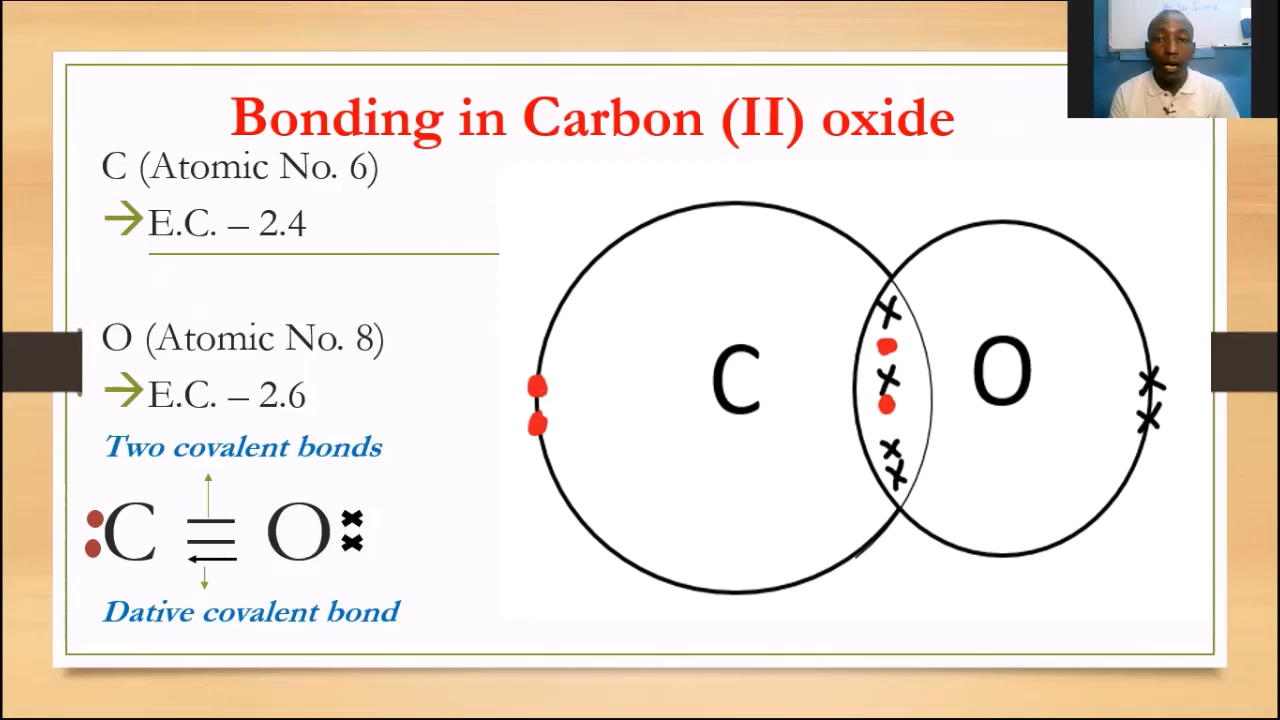 Bonding in Carbon (II) oxide
C (Atomic No. 6)
E.C. – 2.4
O (Atomic No. 8)
E.C. – 2.6
Two covalent bonds
C O
Dative covalent bond
C O